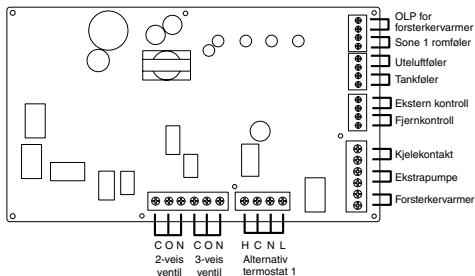 OLP for
forsterkervarmer
Sone 1 romføler
Uteluftføler
Tankføler
Ekstern kontroll
Fjernkontroll
Kjelekontakt
Ekstrapumpe
Forsterkervarmer
C O N C O N H C N L
2-veis 3-veis Alternativ
ventil ventil termostat 1